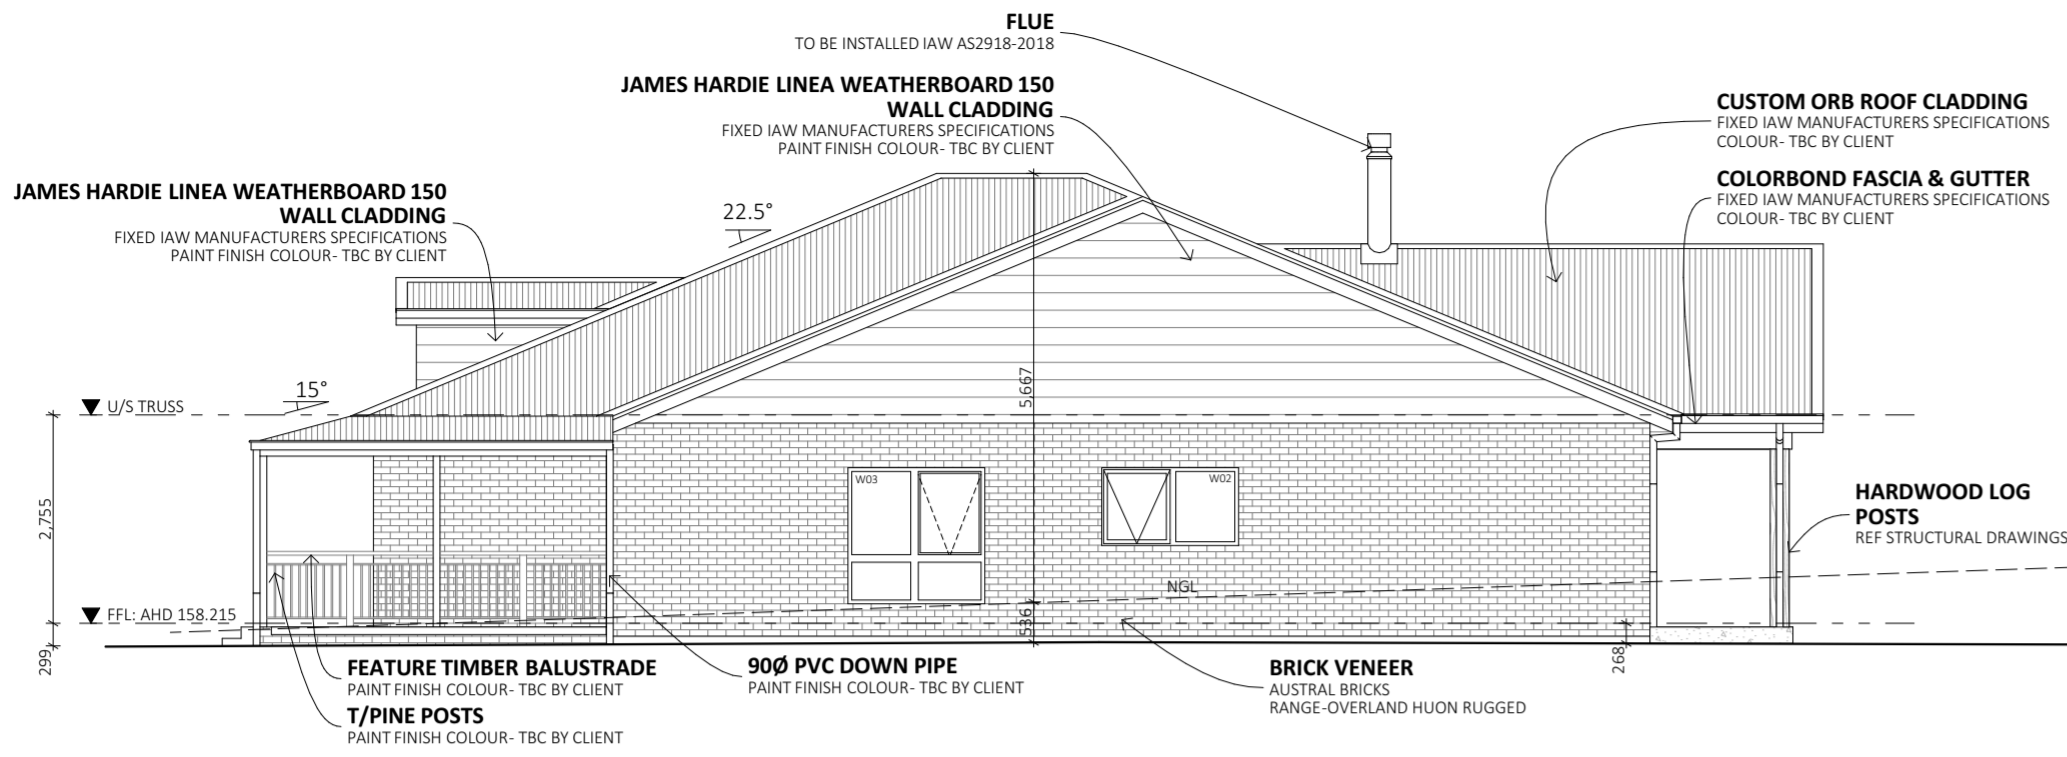 FLUE
TO BE INSTALLED IAW AS2918-2018
JAMES HARDIE LINEA WEATHERBOARD 150
WALL CLADDING
FIXED IAW MANUFACTURERS SPECIFICATIONS
PAINT FINISH COLOUR- TBC BY CLIENT
CUSTOM ORB ROOF CLADDING
FIXED IAW MANUFACTURERS SPECIFICATIONS
COLOUR- TBC BY CLIENT
COLORBOND FASCIA & GUTTER
FIXED IAW MANUFACTURERS SPECIFICATIONS
COLOUR- TBC BY CLIENT
JAMES HARDIE LINEA WEATHERBOARD 150
WALL CLADDING
FIXED IAW MANUFACTURERS SPECIFICATIONS
PAINT FINISH COLOUR- TBC BY CLIENT
22.5°
15°
U/S TRUSS
5,667
2,755
W03
W02
HARDWOOD LOG
POSTS
REF STRUCTURAL DRAWINGS
NGL
FFL: AHD 158.215
536
299
268
FEATURE TIMBER BALUSTRADE
PAINT FINISH COLOUR- TBC BY CLIENT
T/PINE POSTS
PAINT FINISH COLOUR- TBC BY CLIENT
90Ø PVC DOWN PIPE
PAINT FINISH COLOUR- TBC BY CLIENT
BRICK VENEER
AUSTRAL BRICKS
RANGE-OVERLAND HUON RUGGED